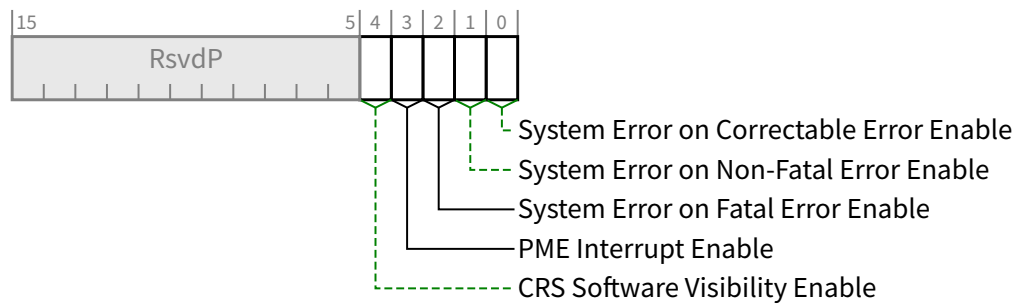 15 5 4 3 2 1 0
RsvdP
System Error on Correctable Error Enable
System Error on Non-Fatal Error Enable
System Error on Fatal Error Enable
PME Interrupt Enable
CRS Software Visibility Enable